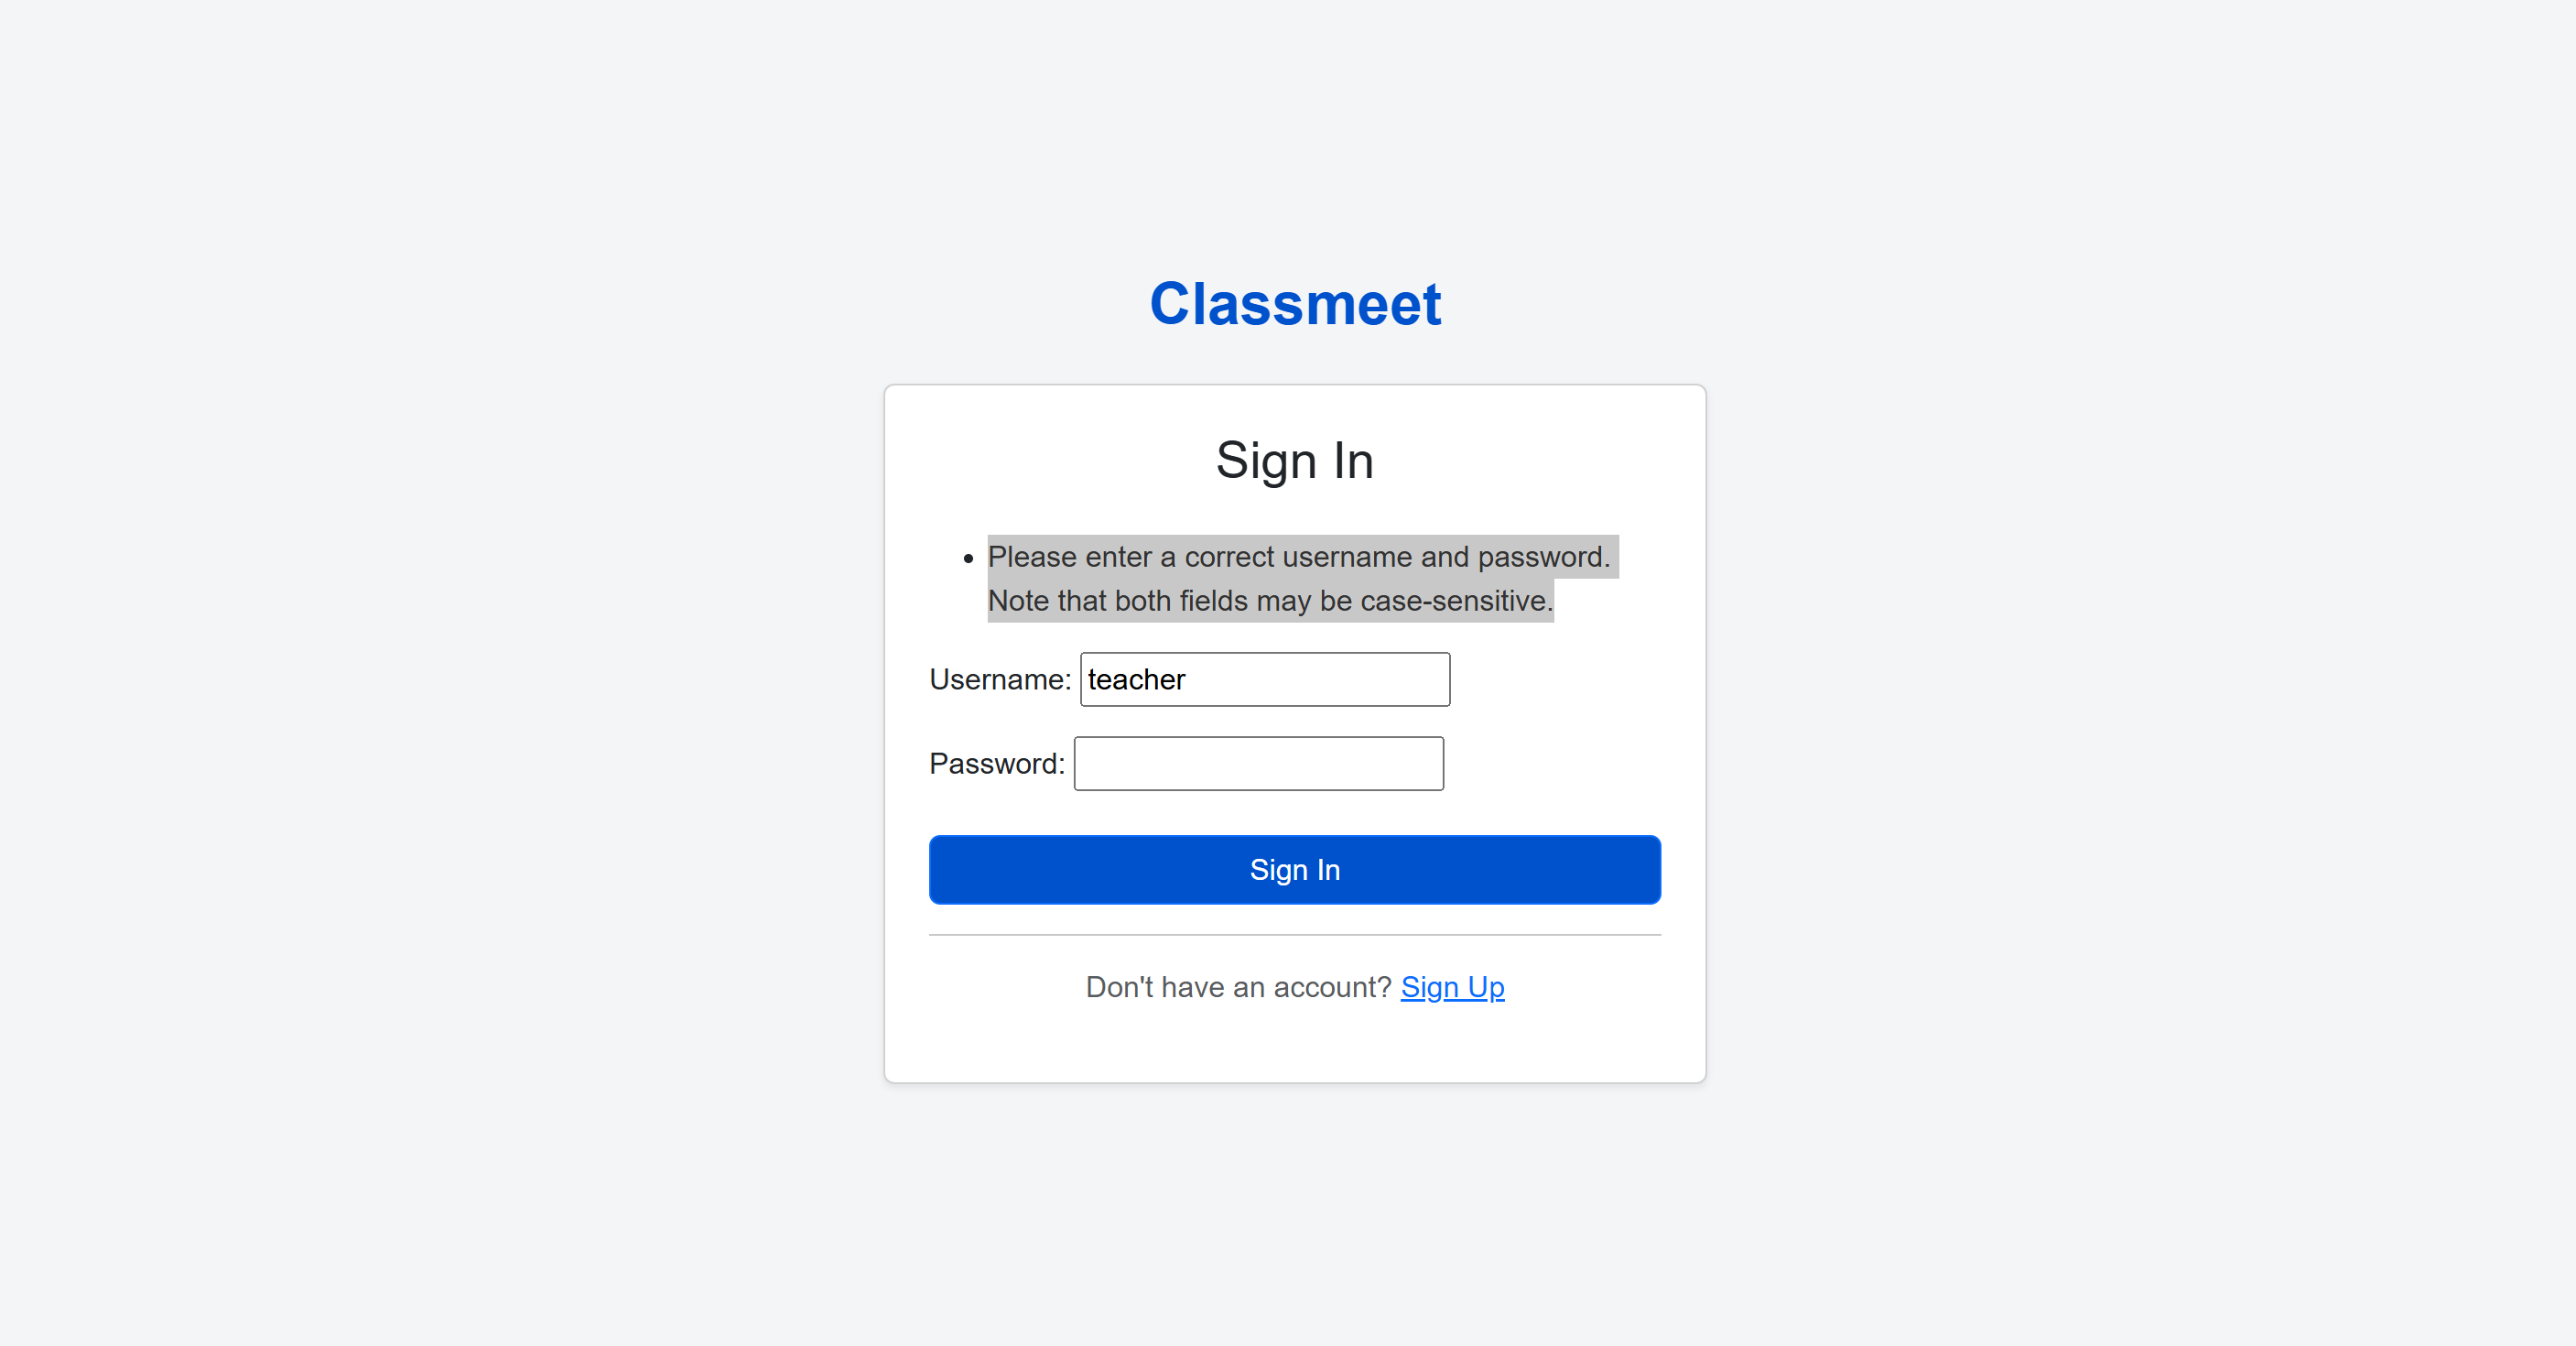 Classmeet
Sign In
• Please enter a correct username and password.
Note that both fields may be case-sensitive.
Username: teacher
Password:
Sign In
Don't have an account? Sign Up